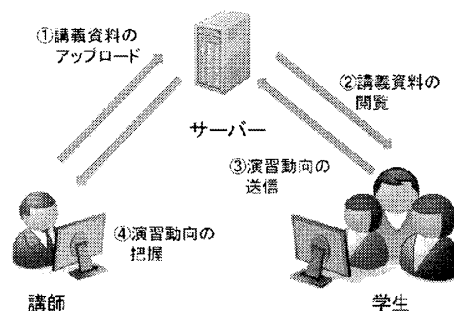 ①講義資料の
アップロード
サーバー
②講義資料の
閲覧
③演習動向の
送信
④演習動向の
把握
講師
学生